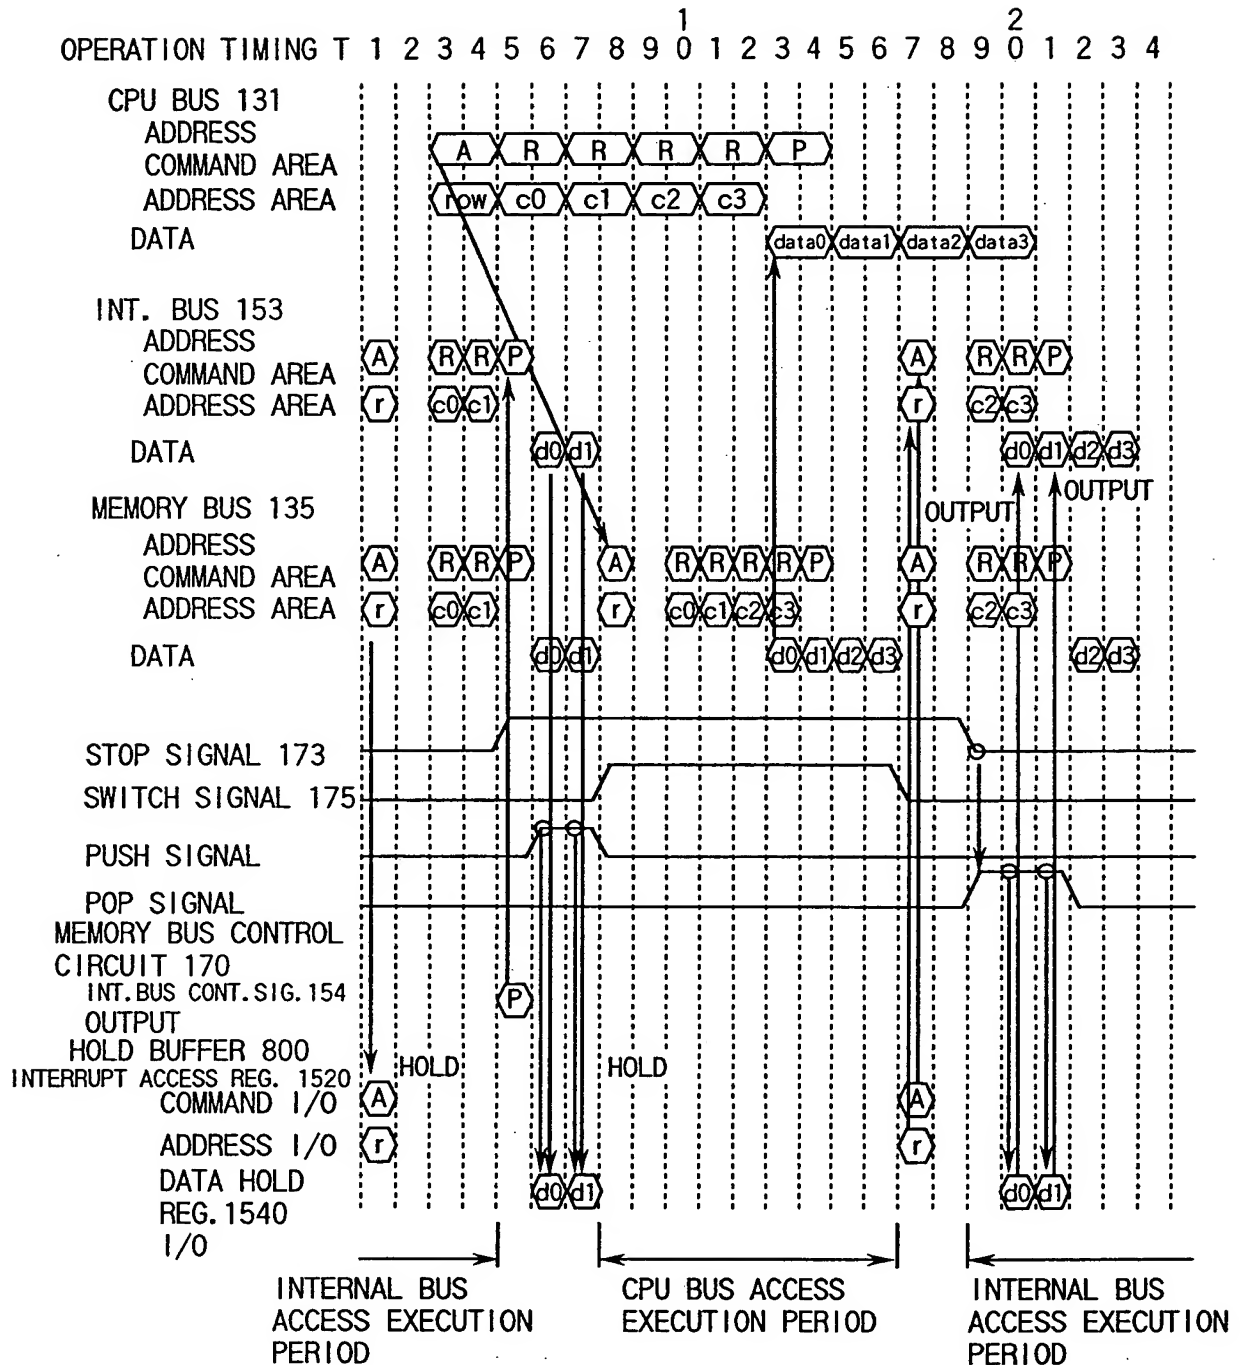 1 2
OPERATION TIMING T 1 2 3 4 5 6 7 8 9 0 1 2 3 4 5 6 7 8 9 0 1 2 3 4
CPU BUS 131
ADDRESS
COMMAND AREA A R R R R P
ADDRESS AREA row c0 c1 c2 c3
DATA data0 data1 data2 data3
INT. BUS 153
ADDRESS
COMMAND AREA A R R P A R R P
ADDRESS AREA r c0 c1 r c2 c3
DATA d0 d1 d0 d1 d2 d3
OUTPUT OUTPUT
MEMORY BUS 135
ADDRESS
COMMAND AREA A R R P A R R R R P A R R P
ADDRESS AREA r c0 c1 r c0 c1 c2 c3 r c2 c3
DATA d0 d1 d0 d1 d2 d3 d2 d3
STOP SIGNAL 173
SWITCH SIGNAL 175
PUSH SIGNAL
POP SIGNAL
MEMORY BUS CONTROL
CIRCUIT 170
INT.BUS CONT.SIG.154 P
OUTPUT
HOLD BUFFER 800 HOLD HOLD
INTERRUPT ACCESS REG. 1520
COMMAND I/O A A
ADDRESS I/O r r
DATA HOLD d0 d1 d0 d1
REG.1540
I/O
INTERNAL BUS
ACCESS EXECUTION
PERIOD
CPU BUS ACCESS
EXECUTION PERIOD
INTERNAL BUS
ACCESS EXECUTION
PERIOD